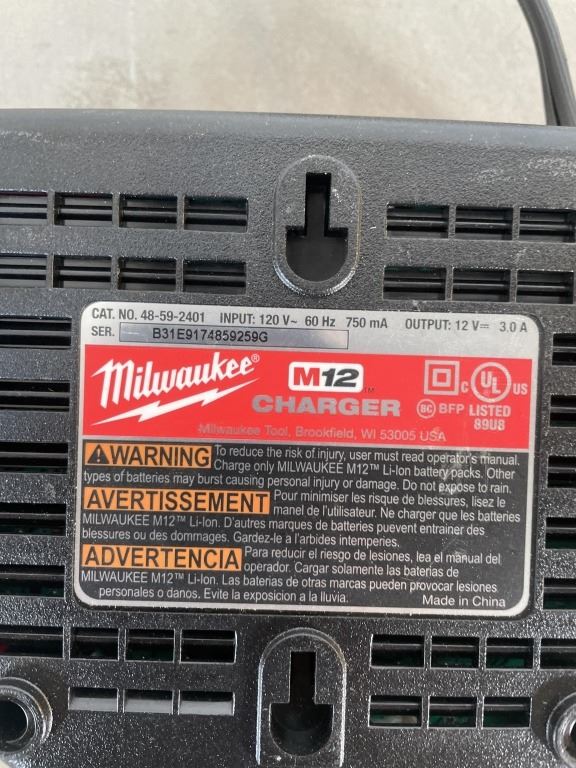 CAT. NO. 48-59-2401 INPUT: 120 V~ 60 Hz 750 mA OUTPUT: 12 V⎓ 3.0 A
SER. B31E9174859259G
Milwaukee® M12™ CHARGER
C UL US
BC BFP LISTED
89U8
Milwaukee Tool, Brookfield, WI 53005 USA
⚠WARNING To reduce the risk of injury, user must read operator's manual.
Charge only MILWAUKEE M12™ Li-Ion battery packs. Other
types of batteries may burst causing personal injury or damage. Do not expose to rain.
AVERTISSEMENT Pour minimiser les risque de blessures, lisez le
manuel de l'utilisateur. Ne charger que les batteries
MILWAUKEE M12™ Li-Ion. D'autres marques de batteries peuvent entrainer des
blessures ou des dommages. Gardez-le a l'arbides intemperies.
ADVERTENCIA Para reducir el riesgo de lesiones, lea el manual del
operador. Cargar solamente las baterias de
MILWAUKEE M12™ Li-Ion. Las baterias de otras marcas pueden provocar lesiones
personales o danos. Evite la exposicion a la lluvia. Made in China